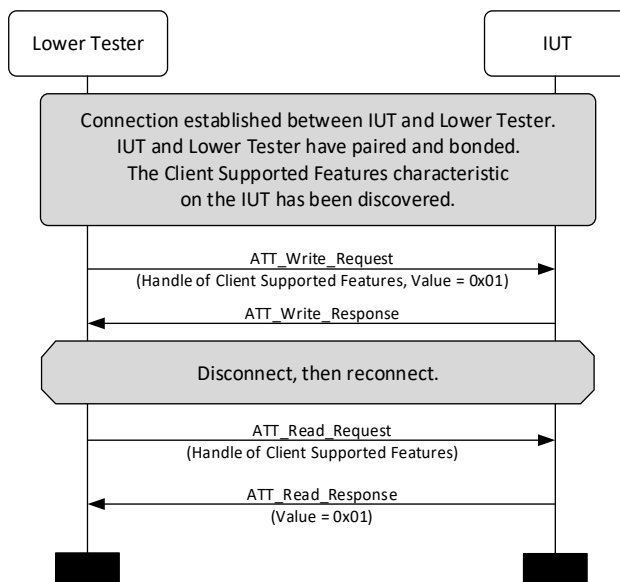 Lower Tester
IUT
Connection established between IUT and Lower Tester.
IUT and Lower Tester have paired and bonded.
The Client Supported Features characteristic
on the IUT has been discovered.
ATT_Write_Request
(Handle of Client Supported Features, Value = 0x01)
ATT_Write_Response
Disconnect, then reconnect.
ATT_Read_Request
(Handle of Client Supported Features)
ATT_Read_Response
(Value = 0x01)